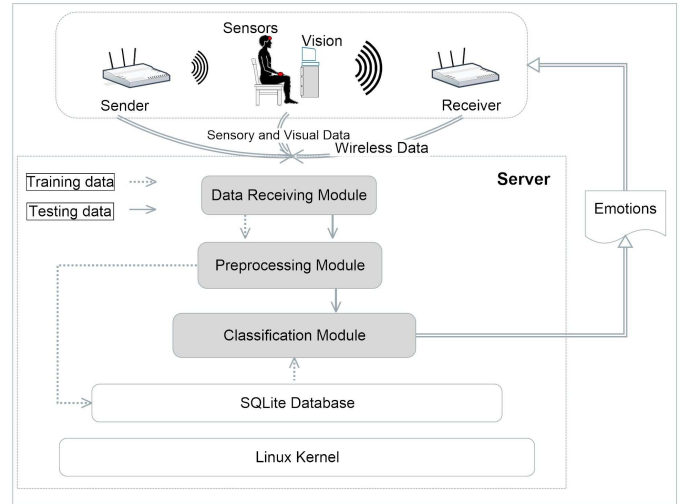 Sensors
Vision
Sender
Receiver
Sensory and Visual Data
Wireless Data
Server
Training data
Testing data
Data Receiving Module
Preprocessing Module
Classification Module
SQLite Database
Linux Kernel
Emotions